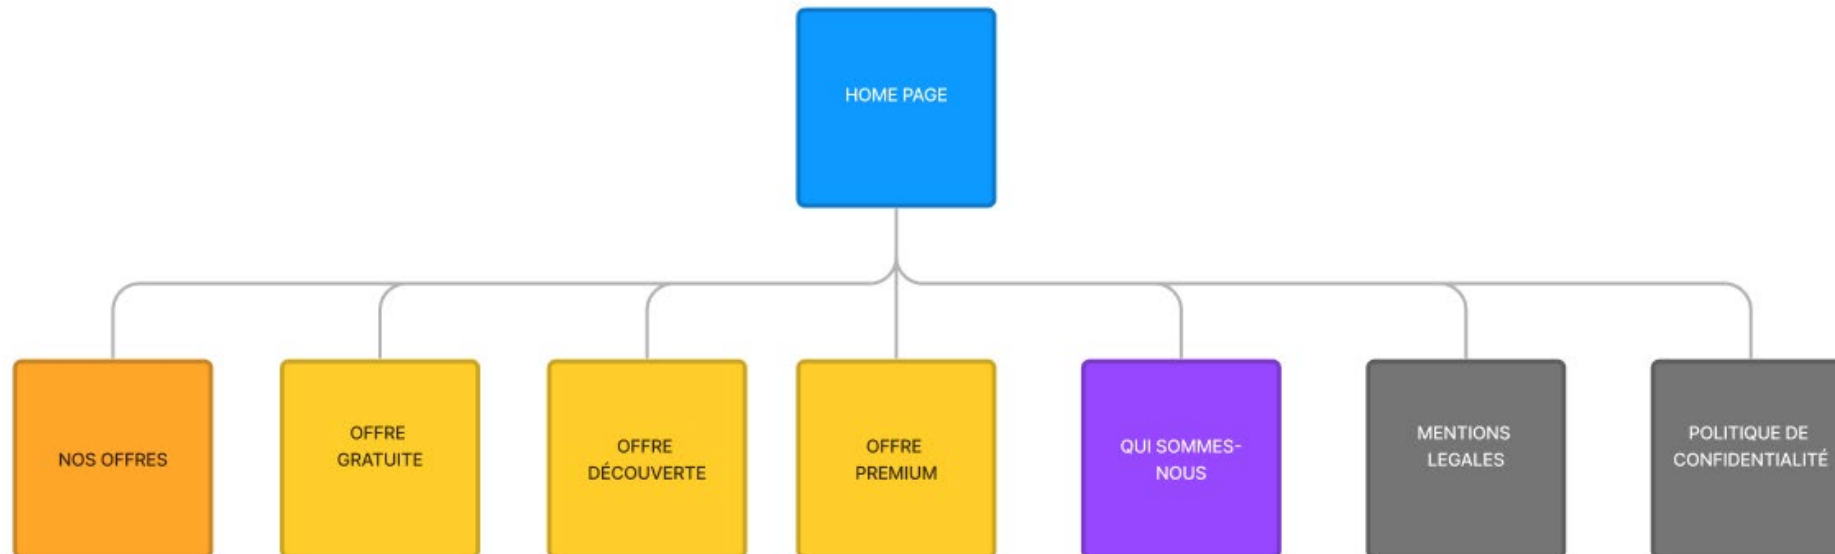 HOME PAGE
NOS OFFRES
OFFRE
GRATUITE
OFFRE
DÉCOUVERTE
OFFRE
PREMIUM
QUI SOMMES-
NOUS
MENTIONS
LEGALES
POLITIQUE DE
CONFIDENTIALITÉ